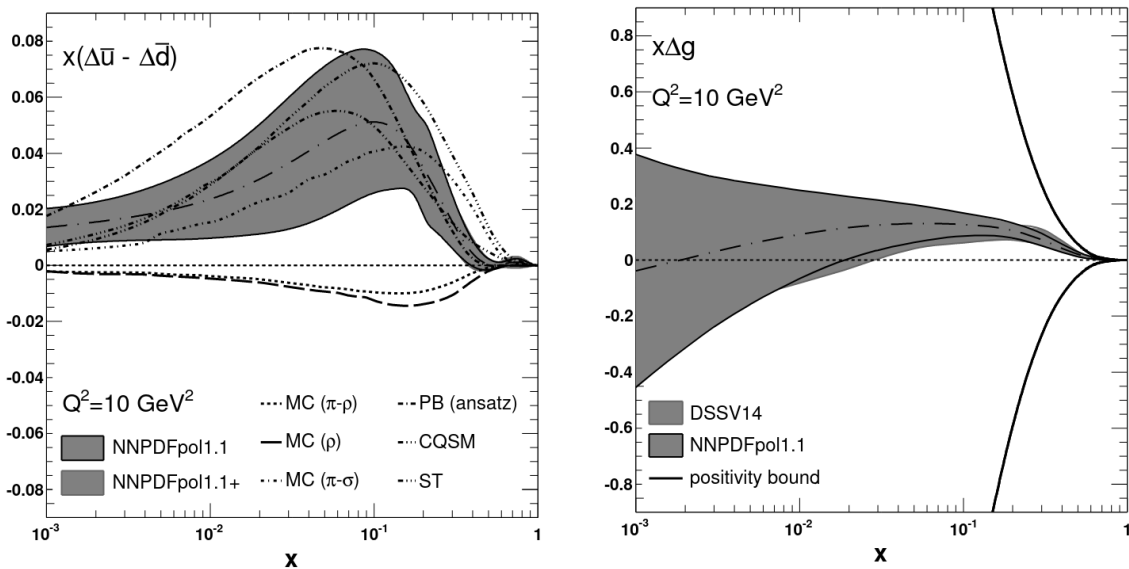 0.08
0.06
0.04
0.02
0
-0.02
-0.04
-0.06
-0.08
x(Δu̅ - Δd̅)
Q²=10 GeV²
NNPDFpol1.1
NNPDFpol1.1+
MC (π-ρ)
MC (ρ)
MC (π-σ)
PB (ansatz)
CQSM
ST
10⁻³
10⁻²
10⁻¹
1
x
0.8
0.6
0.4
0.2
0
-0.2
-0.4
-0.6
-0.8
xΔg
Q²=10 GeV²
DSSV14
NNPDFpol1.1
positivity bound
10⁻³
10⁻²
10⁻¹
1
x